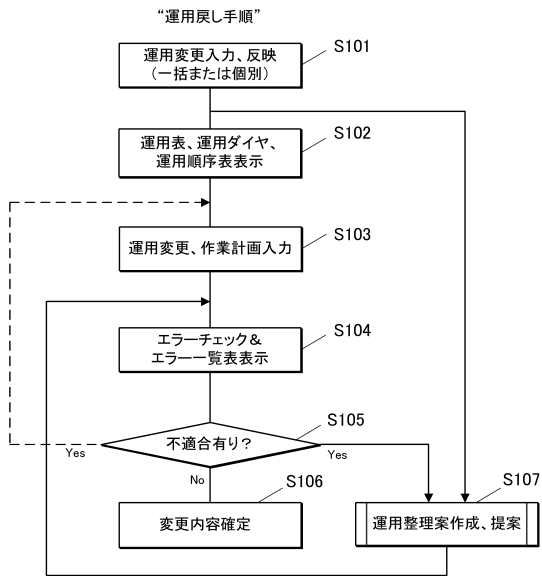 “運用戻し手順”
運用変更入力、反映
（一括または個別）
S101
運用表、運用ダイヤ、
運用順序表表示
S102
運用変更、作業計画入力
S103
エラーチェック＆
エラー一覧表表示
S104
不適合有り？
S105
Yes
Yes
No
変更内容確定
S106
運用整理案作成、提案
S107